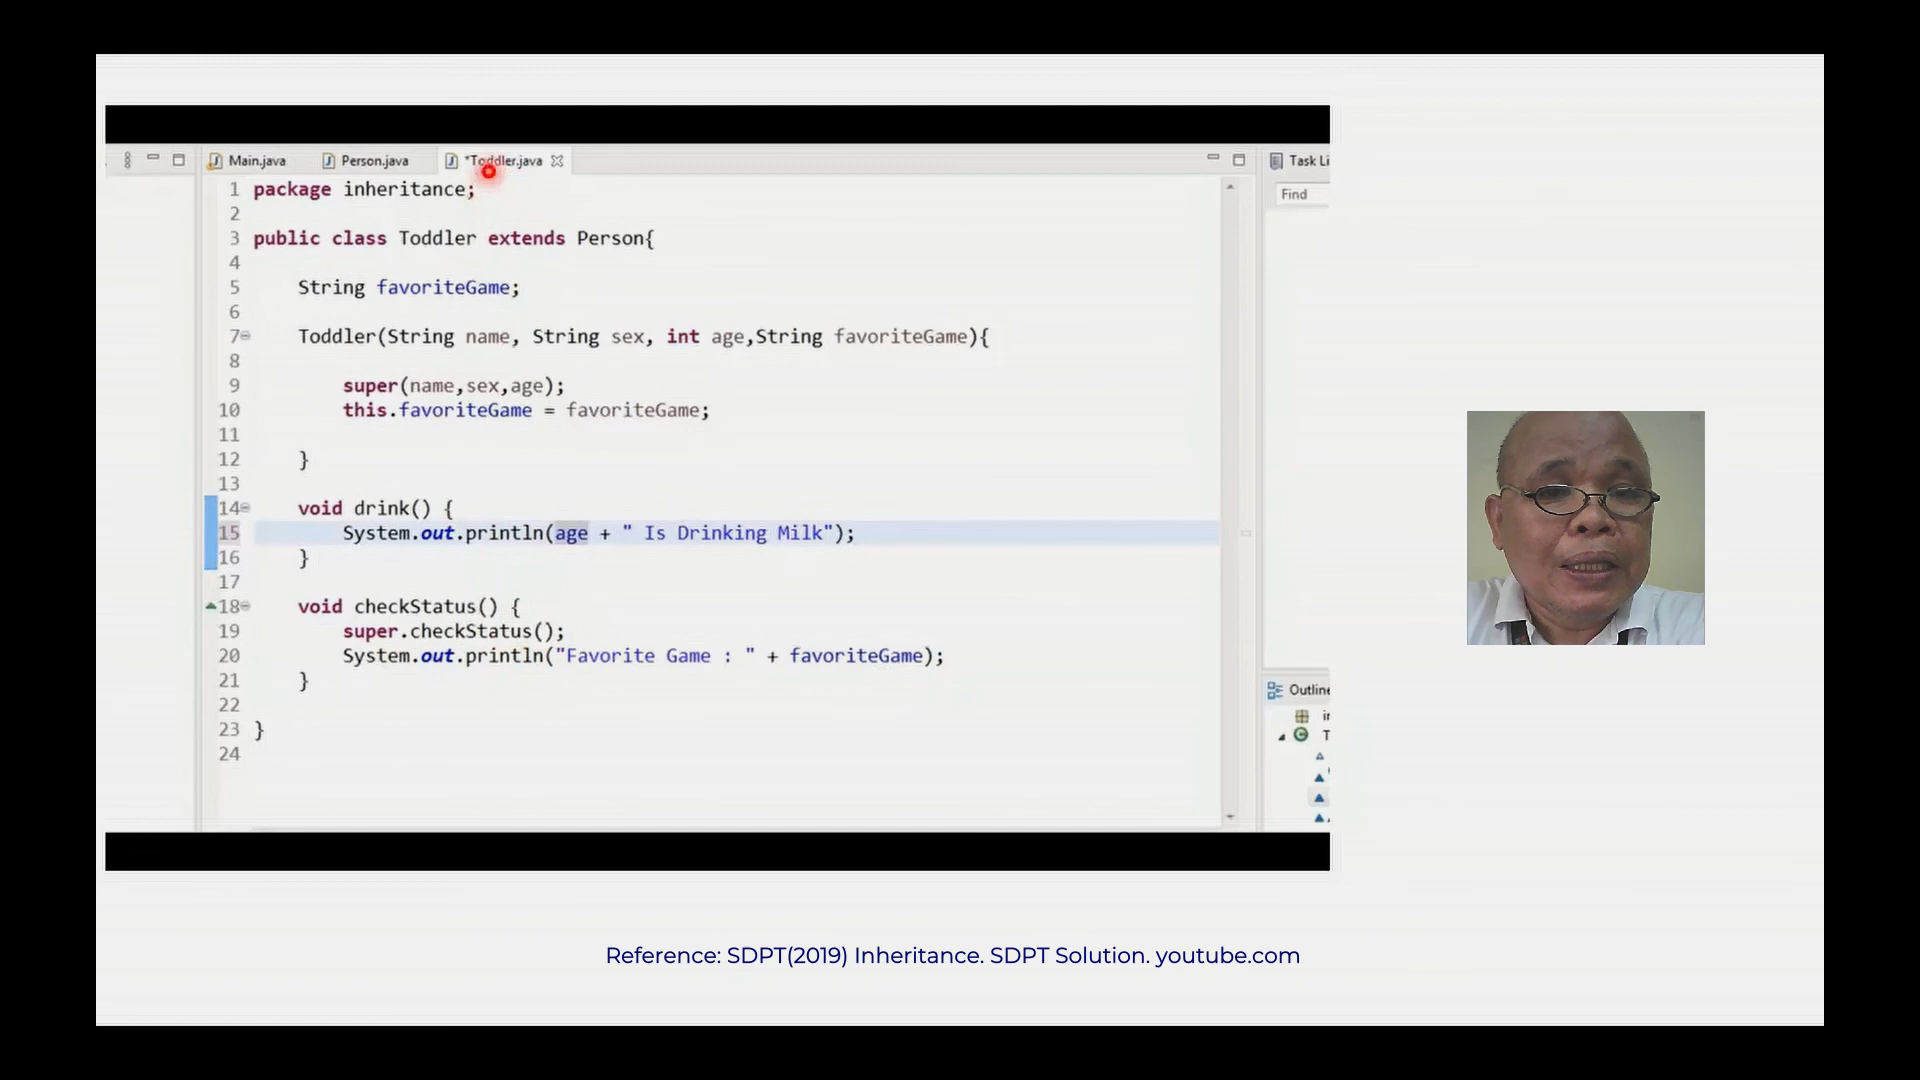 Main.java Person.java *Toddler.java Task Li
Find
1 package inheritance;
2
3 public class Toddler extends Person{
4
5 String favoriteGame;
6
7 Toddler(String name, String sex, int age,String favoriteGame){
8
9 super(name,sex,age);
10 this.favoriteGame = favoriteGame;
11
12 }
13
14 void drink() {
15 System.out.println(age + " Is Drinking Milk");
16 }
17
18 void checkStatus() {
19 super.checkStatus();
20 System.out.println("Favorite Game : " + favoriteGame);
21 }
22
23 }
24
Outline
Reference: SDPT(2019) Inheritance. SDPT Solution. youtube.com